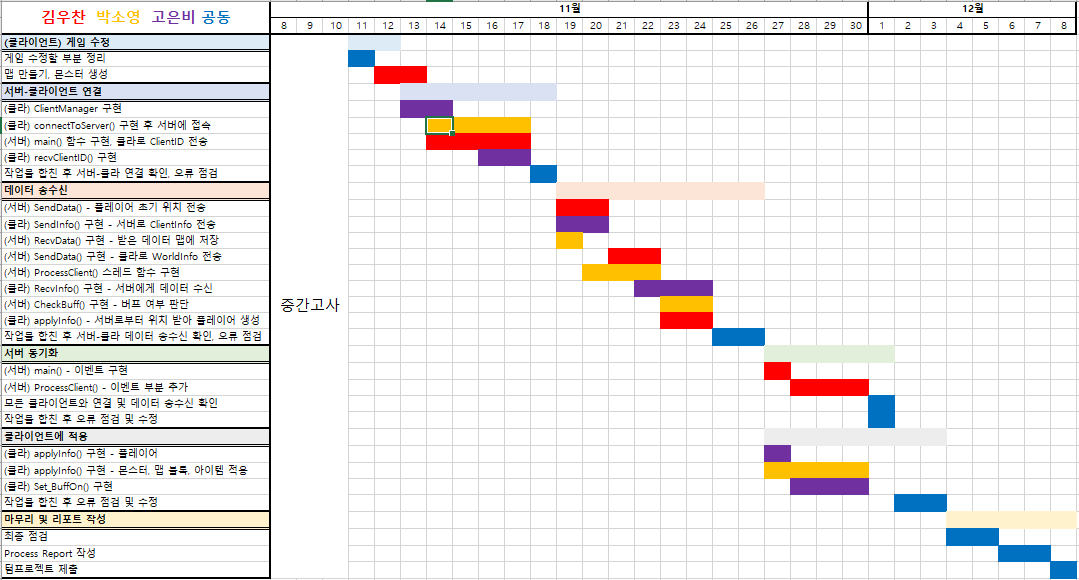 김우찬 박소영 고은비 공동
11월 12월
8 9 10 11 12 13 14 15 16 17 18 19 20 21 22 23 24 25 26 27 28 29 30 1 2 3 4 5 6 7 8
(클라이언트) 게임 수정
게임 수정할 부분 정리
맵 만들기, 몬스터 생성
서버-클라이언트 연결
(클라) ClientManager 구현
(클라) connectToServer() 구현 후 서버에 접속
(서버) main() 함수 구현, 클라로 ClientID 전송
(클라) recvClientID() 구현
작업물 합친 후 서버-클라 연결 확인, 오류 점검
데이터 송수신
(서버) SendData() - 플레이어 초기 위치 전송
(클라) SendInfo() 구현 - 서버로 ClientInfo 전송
(서버) RecvData() 구현 - 받은 데이터 맵에 저장
(서버) SendData() 구현 - 클라로 WorldInfo 전송
(서버) ProcessClient() 스레드 함수 구현
(클라) RecvInfo() 구현 - 서버에게 데이터 수신
(서버) CheckBuff() 구현 - 버프 여부 판단
중간고사
(클라) applyInfo() - 서버로부터 위치 받아 플레이어 생성
작업물 합친 후 서버-클라 데이터 송수신 확인, 오류 점검
서버 동기화
(서버) main() - 이벤트 구현
(서버) ProcessClient() - 이벤트 부분 추가
모든 클라이언트와 연결 및 데이터 송수신 확인
작업물 합친 후 오류 점검 및 수정
클라이언트에 적용
(클라) applyInfo() 구현 - 플레이어
(클라) applyInfo() 구현 - 몬스터, 맵 블록, 아이템 적용
(클라) Set_BuffOn() 구현
작업물 합친 후 오류 점검 및 수정
마무리 및 리포트 작성
최종 점검
Process Report 작성
텀프로젝트 제출